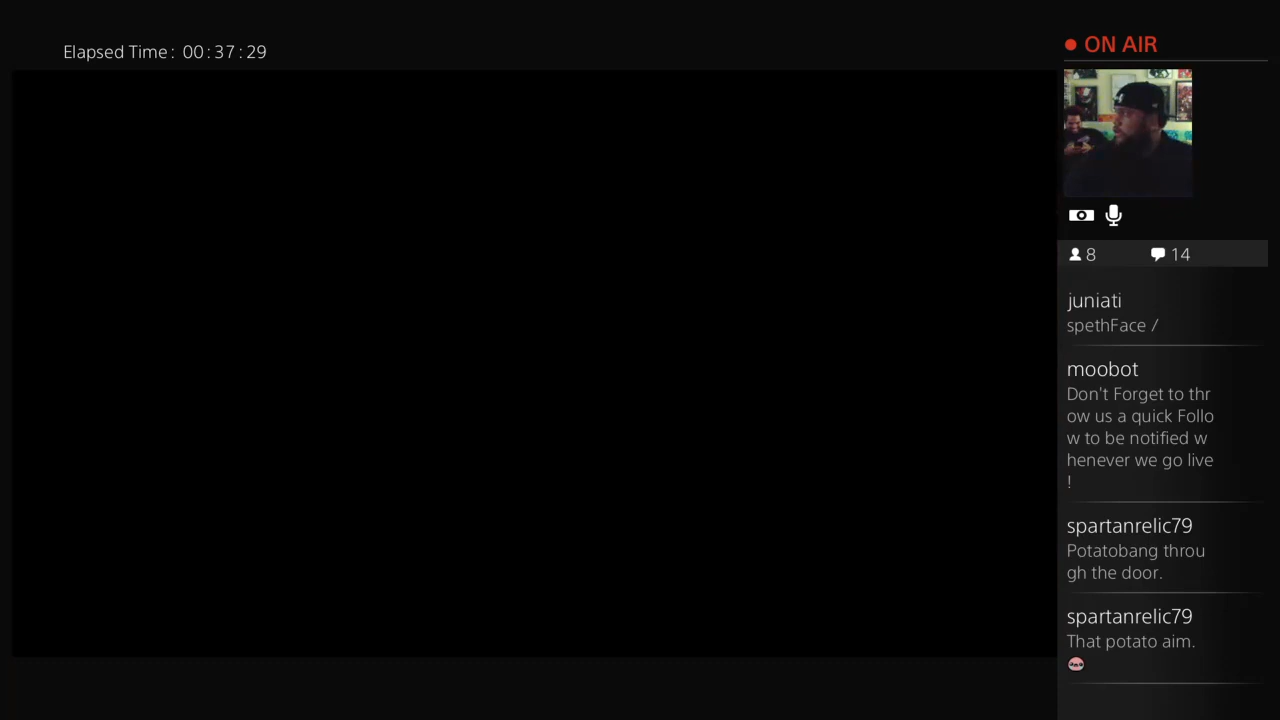 Elapsed Time: 00:37:29
ON AIR
8 14
juniati
spethFace /
moobot
Don't Forget to thr
ow us a quick Follo
w to be notified w
henever we go live
!
spartanrelic79
Potatobang throu
gh the door.
spartanrelic79
That potato aim.